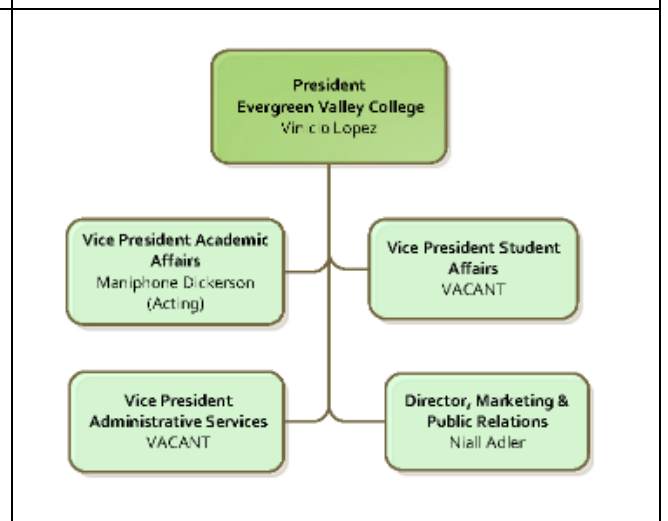 President
Evergreen Valley College
Vinicio Lopez
Vice President Academic
Affairs
Maniphone Dickerson
(Acting)
Vice President Student
Affairs
VACANT
Vice President
Administrative Services
VACANT
Director, Marketing &
Public Relations
Niall Adler